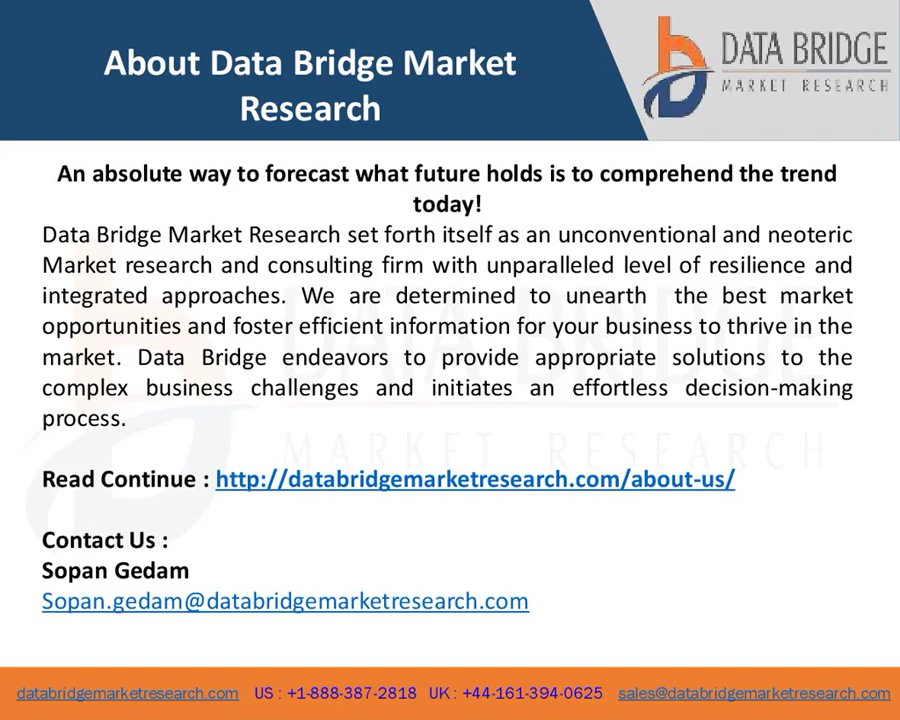 About Data Bridge Market
Research
DATA BRIDGE
MARKET RESEARCH
An absolute way to forecast what future holds is to comprehend the trend
today!
Data Bridge Market Research set forth itself as an unconventional and neoteric
Market research and consulting firm with unparalleled level of resilience and
integrated approaches. We are determined to unearth the best market
opportunities and foster efficient information for your business to thrive in the
market. Data Bridge endeavors to provide appropriate solutions to the
complex business challenges and initiates an effortless decision-making
process.
DATA BRIDGE
MARKET RESEARCH
Read Continue : http://databridgemarketresearch.com/about-us/
Contact Us :
Sopan Gedam
Sopan.gedam@databridgemarketresearch.com
databridgemarketresearch.com US : +1-888-387-2818 UK : +44-161-394-0625 sales@databridgemarketresearch.com